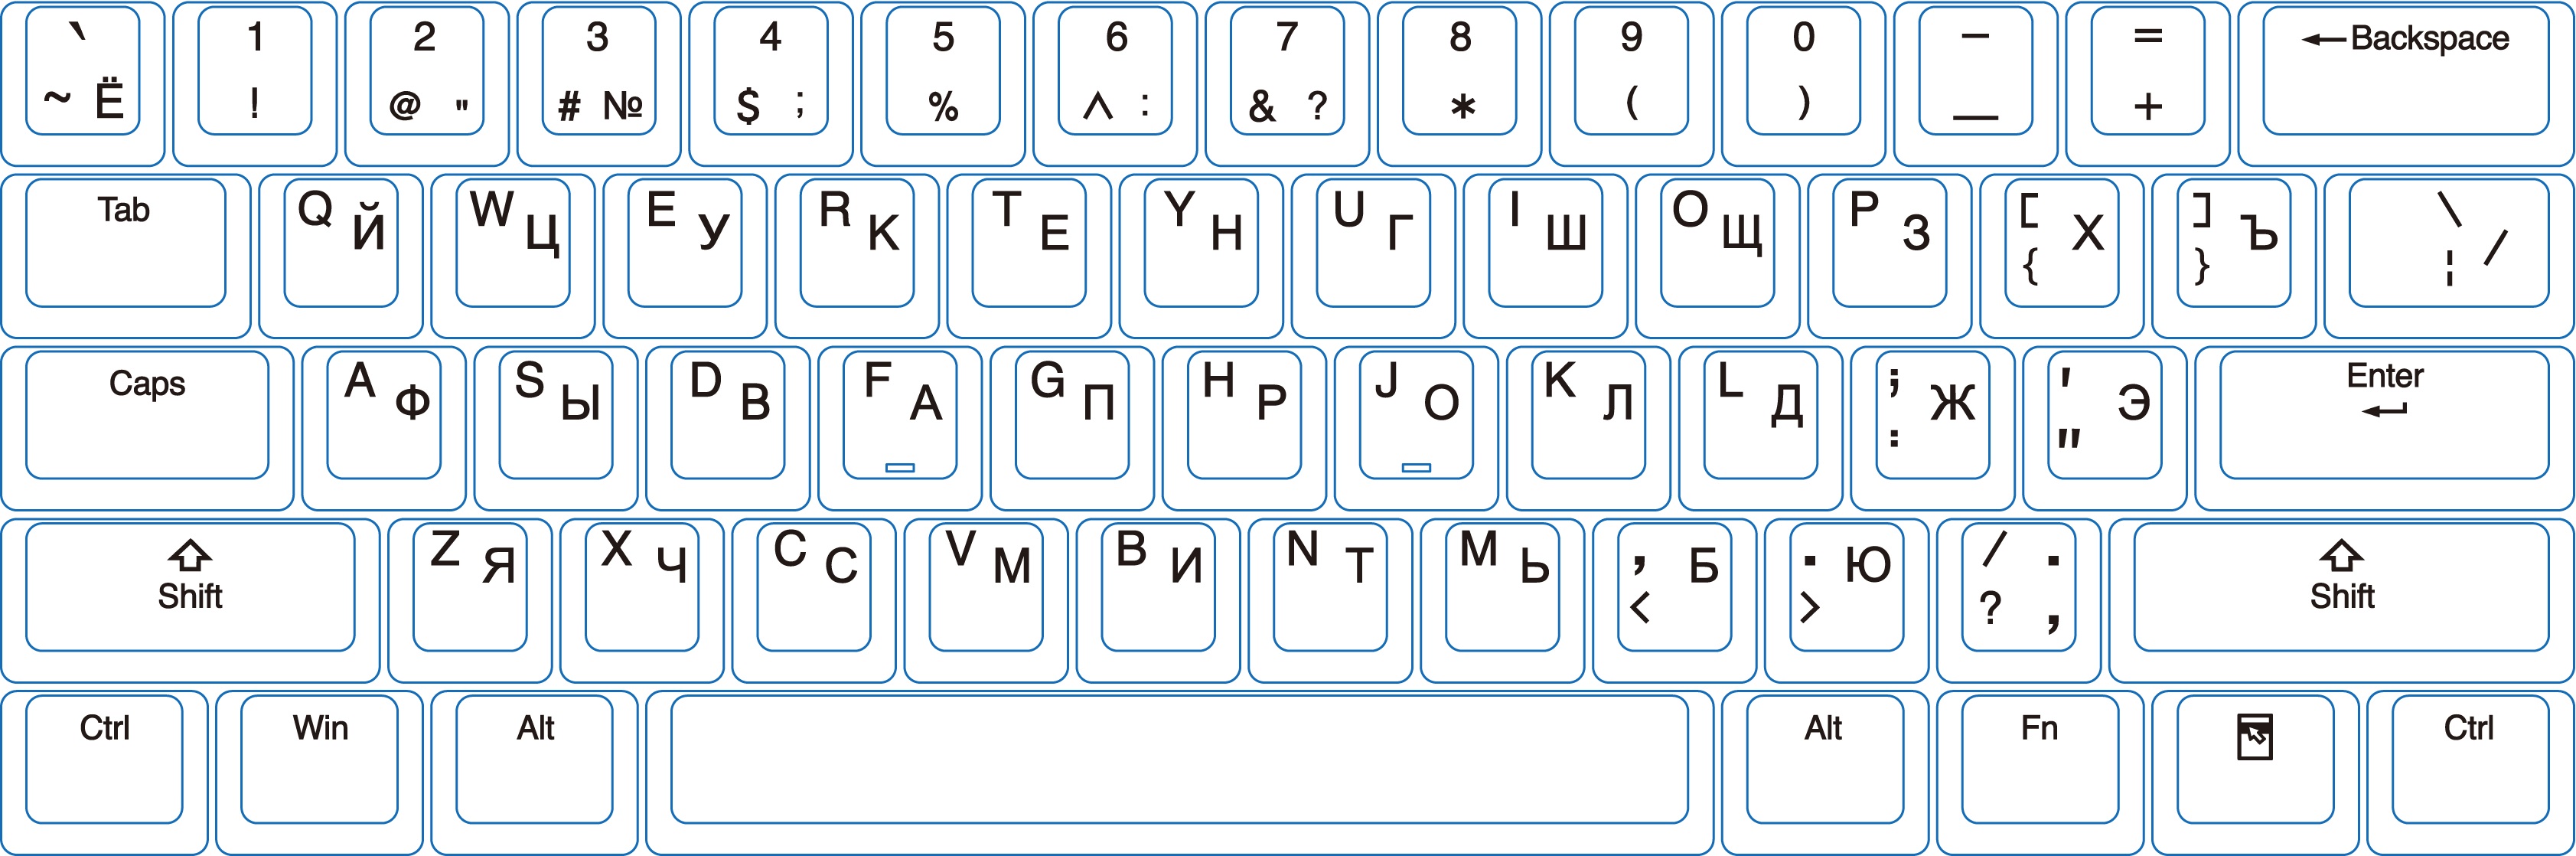 ` 1 2 3 4 5 6 7 8 9 0 - = Backspace
~ Ё ! @ " # № $ ; % ^ : & ? * ( ) _ +
Tab Q Й W Ц E У R К T Е Y Н U Г I Ш O Щ P З [ Х ] Ъ \ /
{ } ¦
Caps A Ф S Ы D В F А G П H Р J О K Л L Д ; Ж ' Э Enter
: "
Z Я X Ч C С V М B И N Т M Ь , Б . Ю / .
Shift < > ? , Shift
Ctrl Win Alt Alt Fn Ctrl